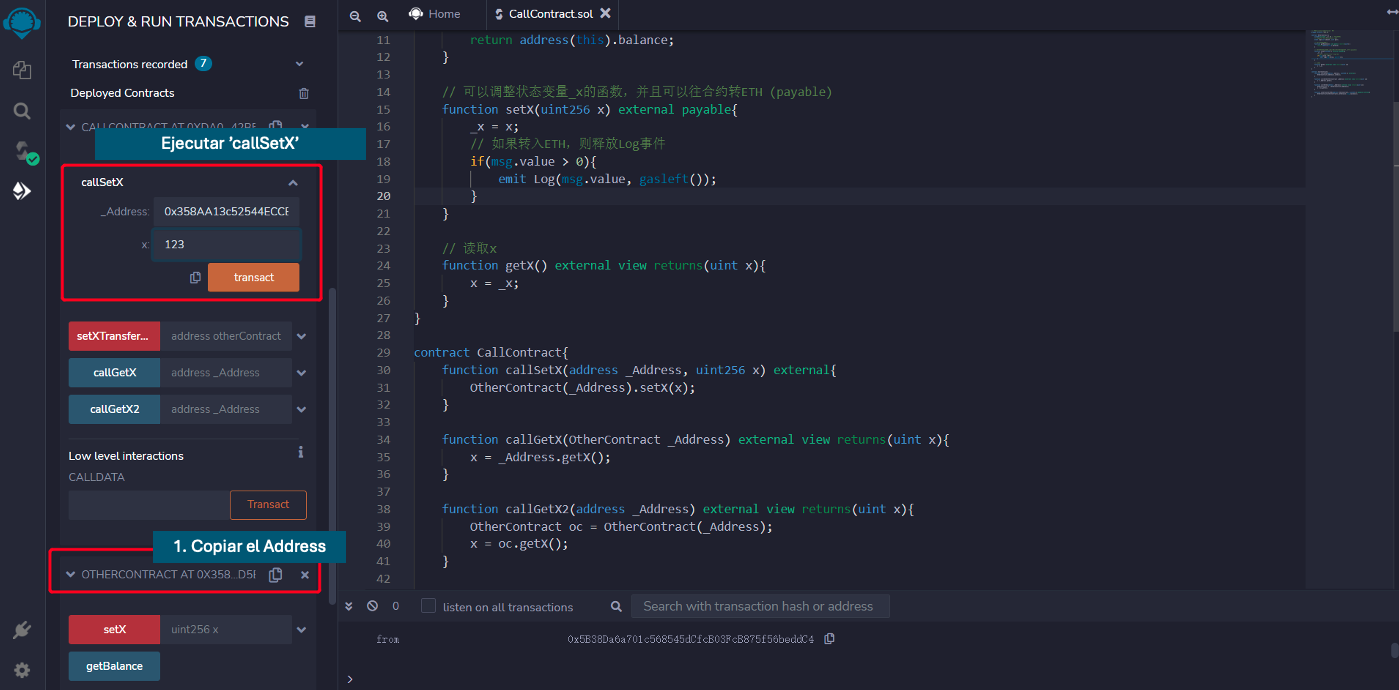 DEPLOY & RUN TRANSACTIONS
Transactions recorded 7
Deployed Contracts
CALLCONTRACT AT 0XDA0...42BE
Ejecutar 'callSetX'
callSetX
_Address: 0x358AA13c52544ECCE
x: 123
transact
setXTransfer... address otherContract
callGetX address _Address
callGetX2 address _Address
Low level interactions
CALLDATA
Transact
1. Copiar el Address
OTHERCONTRACT AT 0X358...D5E
setX uint256 x
getBalance
Home CallContract.sol
11 return address(this).balance;
12 }
13
14 // 可以调整状态变量_x的函数，并且可以往合约转ETH (payable)
15 function setX(uint256 x) external payable{
16 _x = x;
17 // 如果转入ETH，则释放Log事件
18 if(msg.value > 0){
19 emit Log(msg.value, gasleft());
20 }
21 }
22
23 // 读取x
24 function getX() external view returns(uint x){
25 x = _x;
26 }
27 }
28
29 contract CallContract{
30 function callSetX(address _Address, uint256 x) external{
31 OtherContract(_Address).setX(x);
32 }
33
34 function callGetX(OtherContract _Address) external view returns(uint x){
35 x = _Address.getX();
36 }
37
38 function callGetX2(address _Address) external view returns(uint x){
39 OtherContract oc = OtherContract(_Address);
40 x = oc.getX();
41 }
42
0 listen on all transactions Search with transaction hash or address
from 0x5B38Da6a701c568545dCfcB03FcB875f56beddC4
>